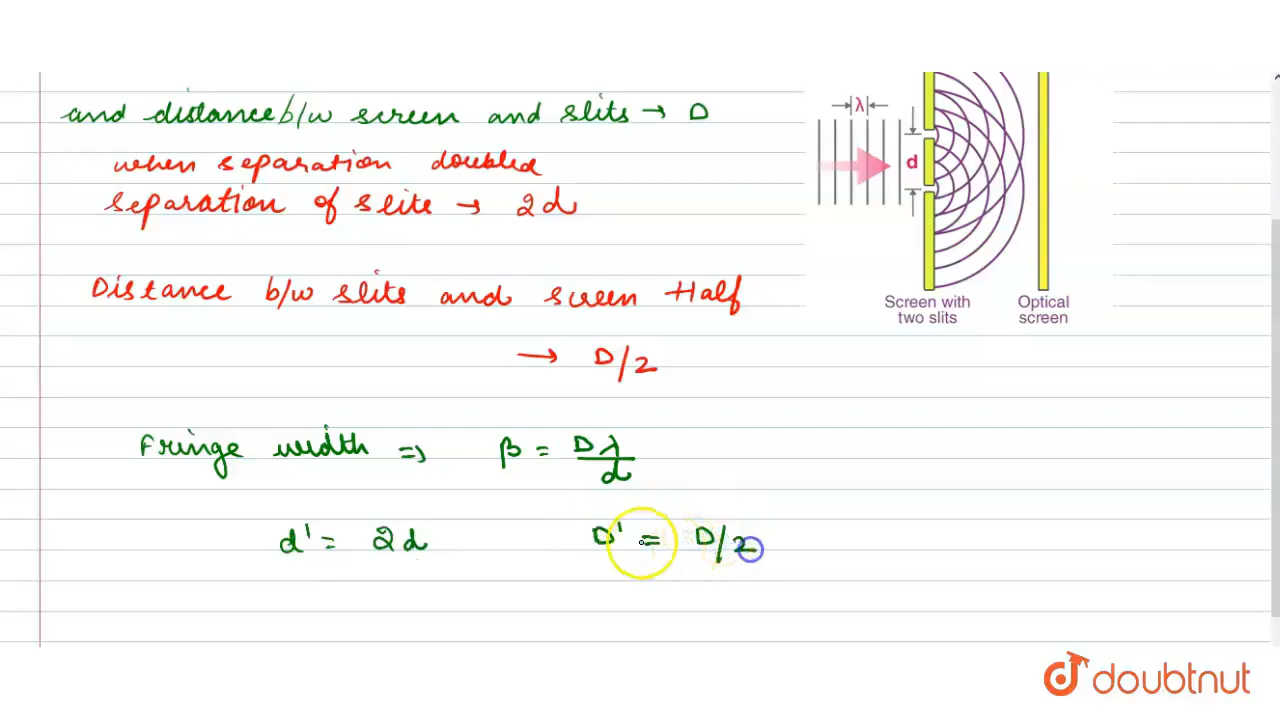 and distance b/w screen and slits → D
when separation doubled
separation of slits → 2d
Distance b/w slits and screen Half
→ D/2
Fringe width ⇒ β = Dλ/d
d' = 2d D' = D/2
λ
d
Screen with
two slits
Optical
screen
doubtnut